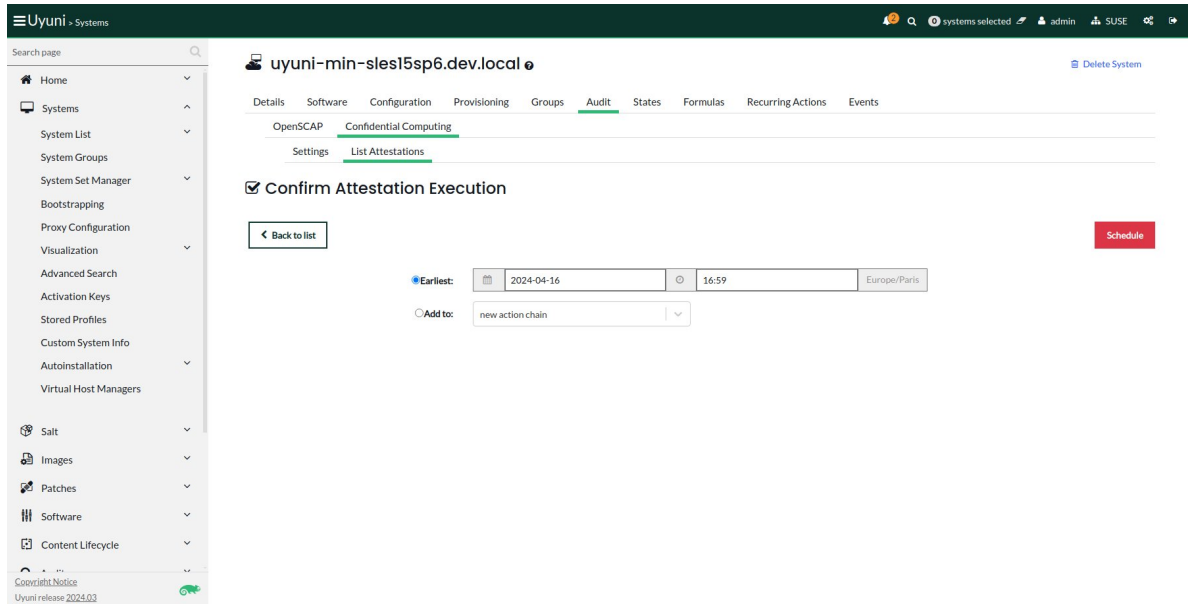 Uyuni > Systems
2
0 systems selected
admin
SUSE
Search page
Home
Systems
System List
System Groups
System Set Manager
Bootstrapping
Proxy Configuration
Visualization
Advanced Search
Activation Keys
Stored Profiles
Custom System Info
Autoinstallation
Virtual Host Managers
Salt
Images
Patches
Software
Content Lifecycle
Copyright Notice
Uyuni release 2024.03
uyuni-min-sles15sp6.dev.local
Delete System
Details Software Configuration Provisioning Groups Audit States Formulas Recurring Actions Events
OpenSCAP Confidential Computing
Settings List Attestations
Confirm Attestation Execution
Back to list
Schedule
Earliest: 2024-04-16 16:59 Europe/Paris
Add to: new action chain